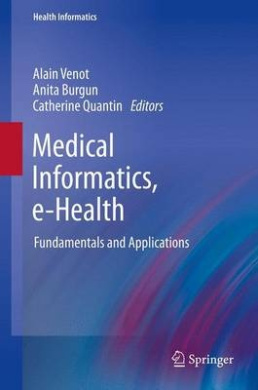 Health Informatics
Alain Venot
Anita Burgun
Catherine Quantin Editors
Medical
Informatics,
e-Health
Fundamentals and Applications
Springer